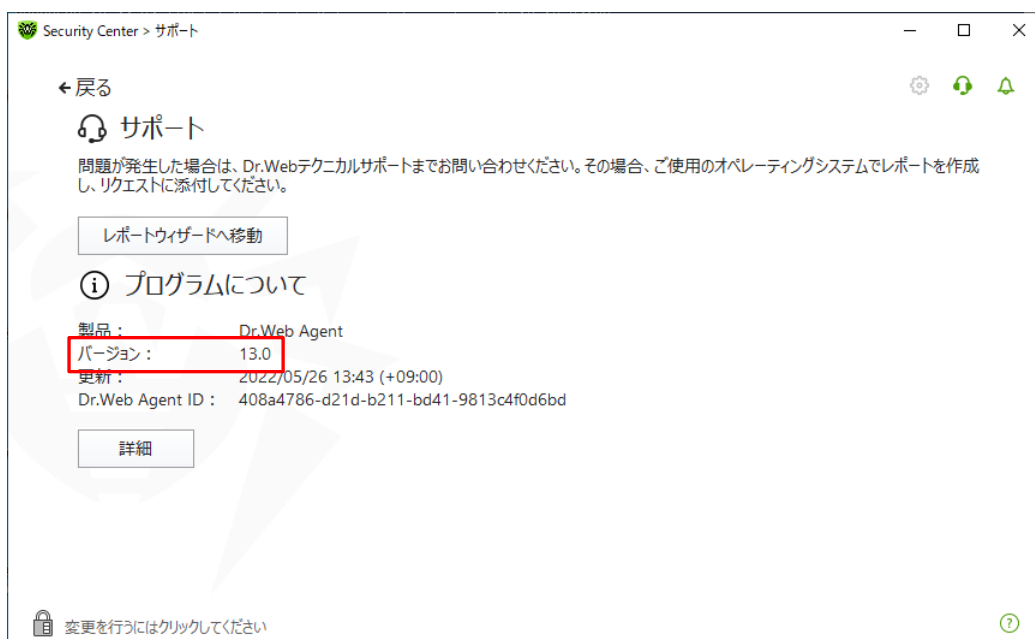 Security Center > サポート
戻る
サポート
問題が発生した場合は、Dr.Webテクニカルサポートまでお問い合わせください。その場合、ご使用のオペレーティングシステムでレポートを作成
し、リクエストに添付してください。
レポートウィザードへ移動
プログラムについて
製品： Dr.Web Agent
バージョン： 13.0
更新： 2022/05/26 13:43 (+09:00)
Dr.Web Agent ID： 408a4786-d21d-b211-bd41-9813c4f0d6bd
詳細
変更を行うにはクリックしてください